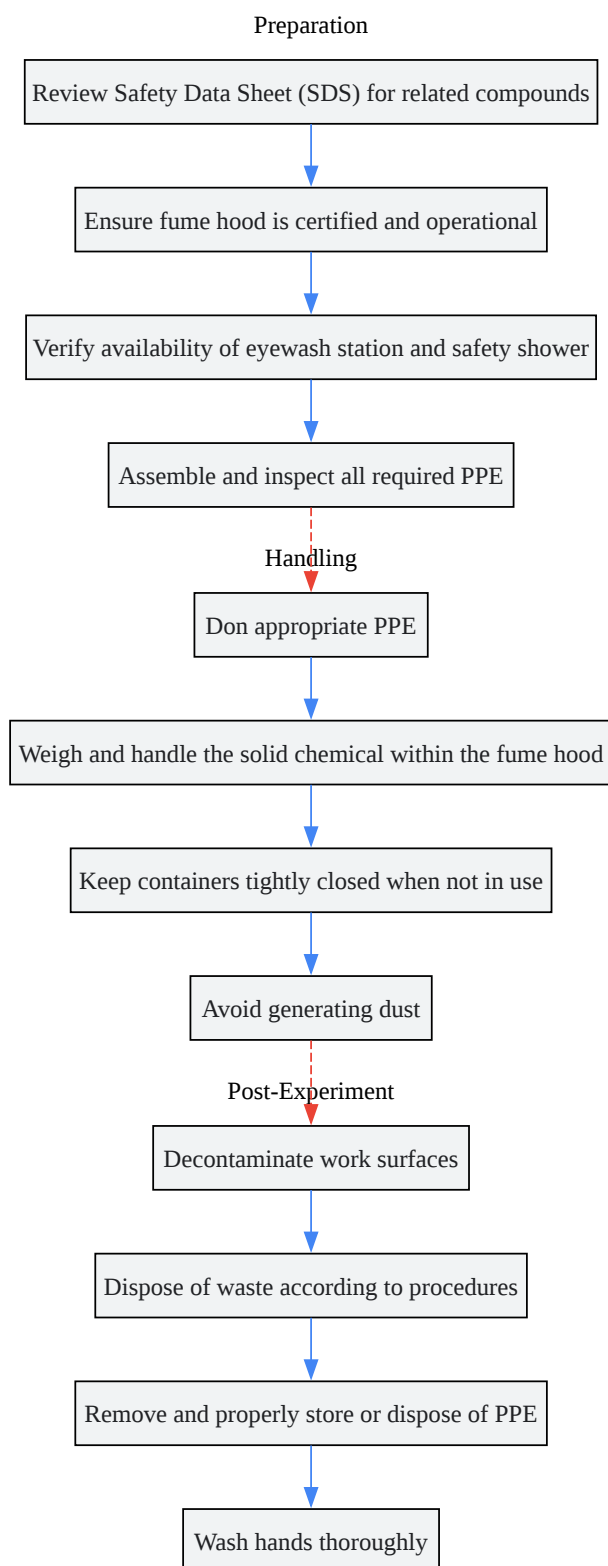 Preparation
Review Safety Data Sheet (SDS) for related compounds
Ensure fume hood is certified and operational
Verify availability of eyewash station and safety shower
Assemble and inspect all required PPE
Handling
Don appropriate PPE
Weigh and handle the solid chemical within the fume hood
Keep containers tightly closed when not in use
Avoid generating dust
Post-Experiment
Decontaminate work surfaces
Dispose of waste according to procedures
Remove and properly store or dispose of PPE
Wash hands thoroughly